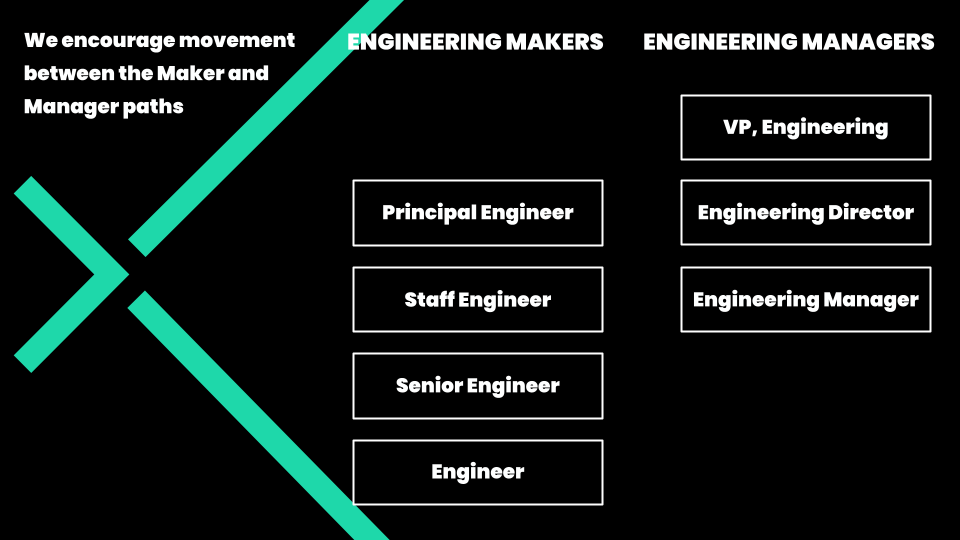 We encourage movement
between the Maker and
Manager paths
ENGINEERING MAKERS
Principal Engineer
Staff Engineer
Senior Engineer
Engineer
ENGINEERING MANAGERS
VP, Engineering
Engineering Director
Engineering Manager